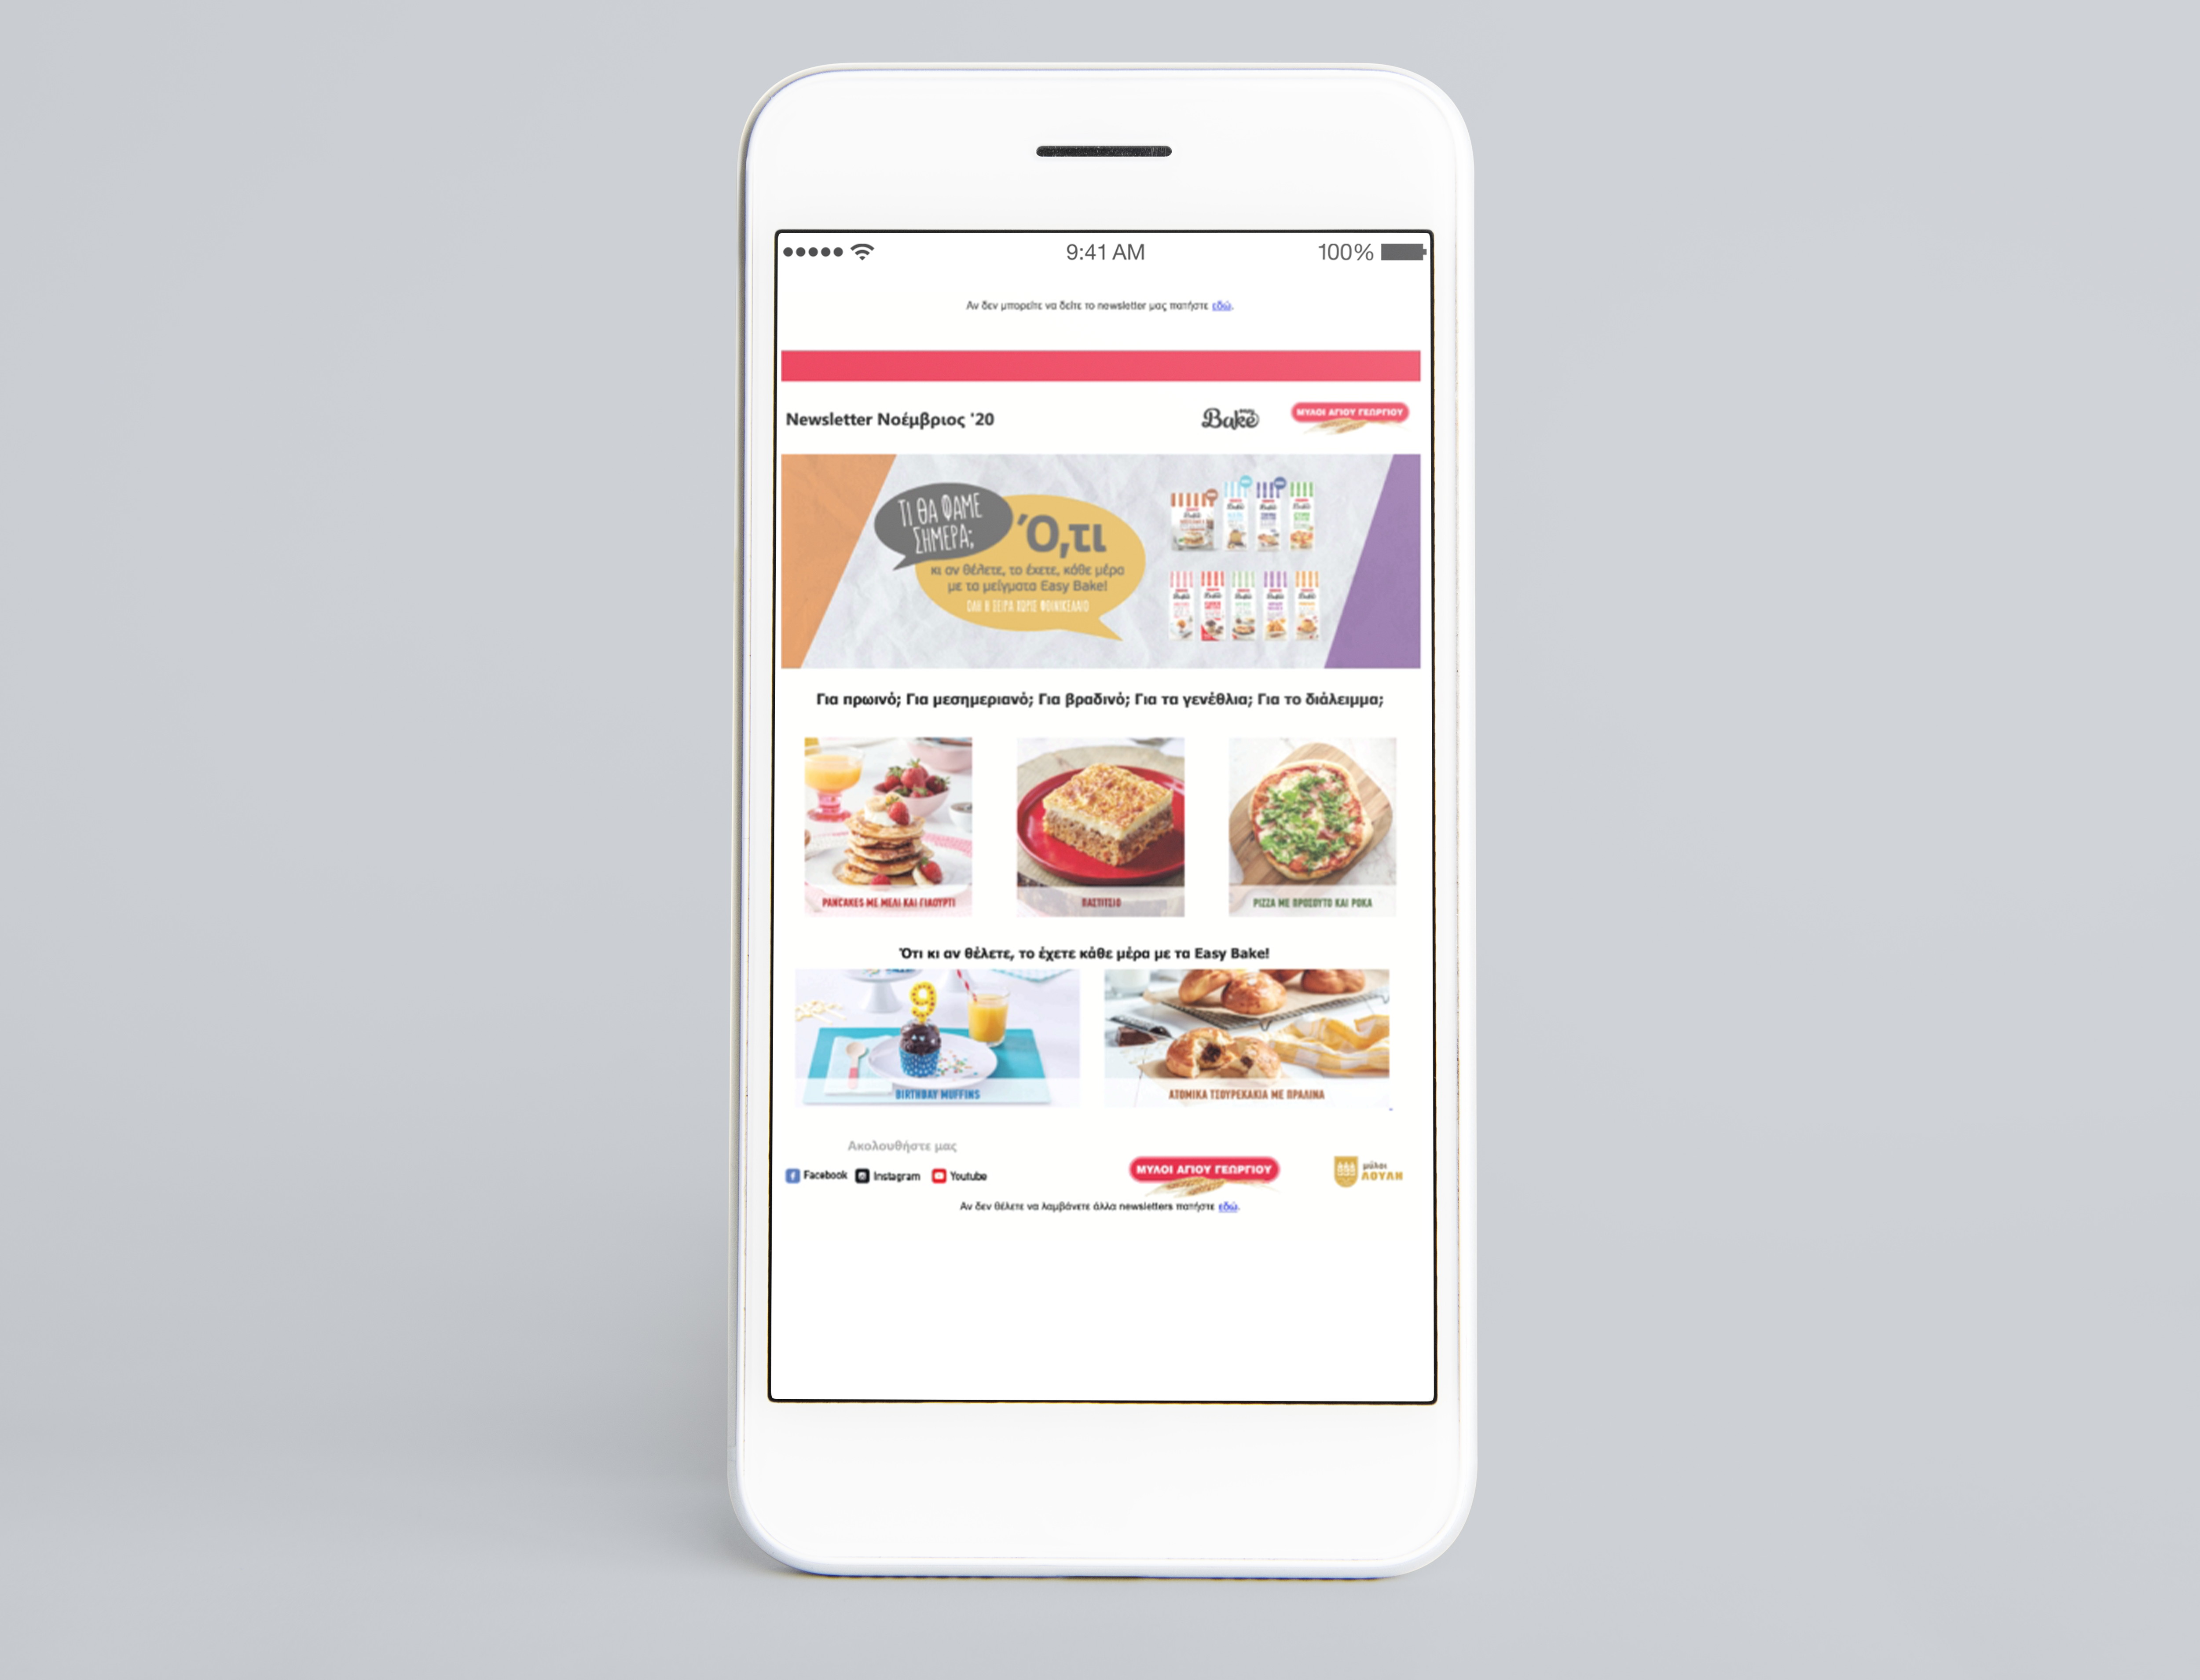 9:41 AM
100%
Αν δεν μπορείτε να δείτε το newsletter μας πατήστε εδώ.
Newsletter Νοέμβριος '20
Easy Bake
ΜΥΛΟΙ ΑΓΙΟΥ ΓΕΩΡΓΙΟΥ
ΤΙ ΘΑ ΦΑΜΕ
ΣΗΜΕΡΑ;
Ό,τι
κι αν θέλετε, το έχετε, κάθε μέρα
με τα μείγματα Easy Bake!
ΟΛΗ Η ΣΕΙΡΑ ΧΩΡΙΣ ΦΟΙΝΙΚΕΛΑΙΟ
Για πρωινό; Για μεσημεριανό; Για βραδινό; Για τα γενέθλια; Για το διάλειμμα;
PANCAKES ΜΕ ΜΕΛΙ ΚΑΙ ΓΙΑΟΥΡΤΙ
ΠΑΣΤΙΤΣΙΟ
PIZZA ΜΕ ΠΡΟΣΟΥΤΟ ΚΑΙ ΡΟΚΑ
Ότι κι αν θέλετε, το έχετε κάθε μέρα με τα Easy Bake!
9
BIRTHDAY MUFFINS
ΑΤΟΜΙΚΑ ΤΣΟΥΡΕΚΑΚΙΑ ΜΕ ΠΡΑΛΙΝΑ
Ακολουθήστε μας
Facebook Instagram Youtube
ΜΥΛΟΙ ΑΓΙΟΥ ΓΕΩΡΓΙΟΥ
μύλοι
ΛΟΥΛΗ
Αν δεν θέλετε να λαμβάνετε άλλα newsletters πατήστε εδώ.